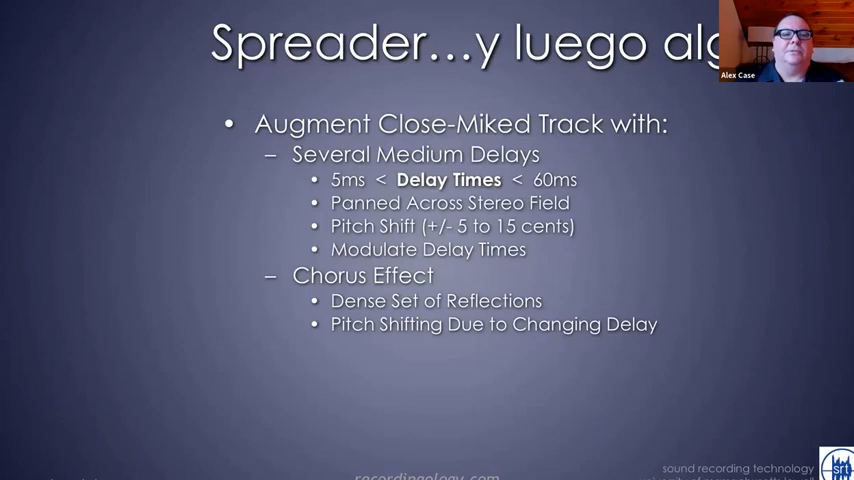 Spreader…y luego alg
Alex Case
• Augment Close-Miked Track with:
– Several Medium Delays
• 5ms < Delay Times < 60ms
• Panned Across Stereo Field
• Pitch Shift (+/- 5 to 15 cents)
• Modulate Delay Times
– Chorus Effect
• Dense Set of Reflections
• Pitch Shifting Due to Changing Delay
sound recording technology
recordingology.com
srt